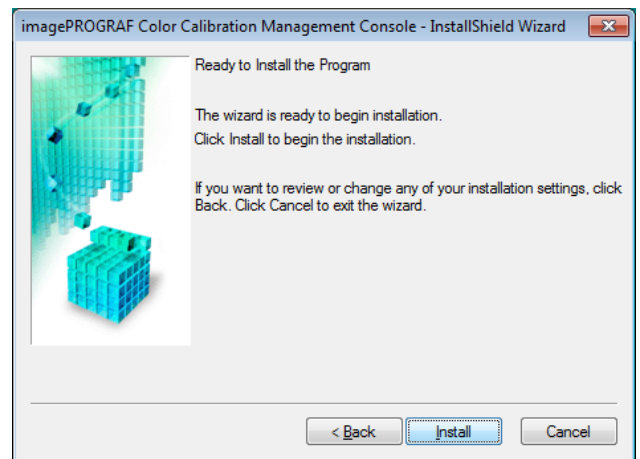 imagePROGRAF Color Calibration Management Console - InstallShield Wizard
Ready to Install the Program
The wizard is ready to begin installation.
Click Install to begin the installation.
If you want to review or change any of your installation settings, click
Back. Click Cancel to exit the wizard.
< Back
Install
Cancel